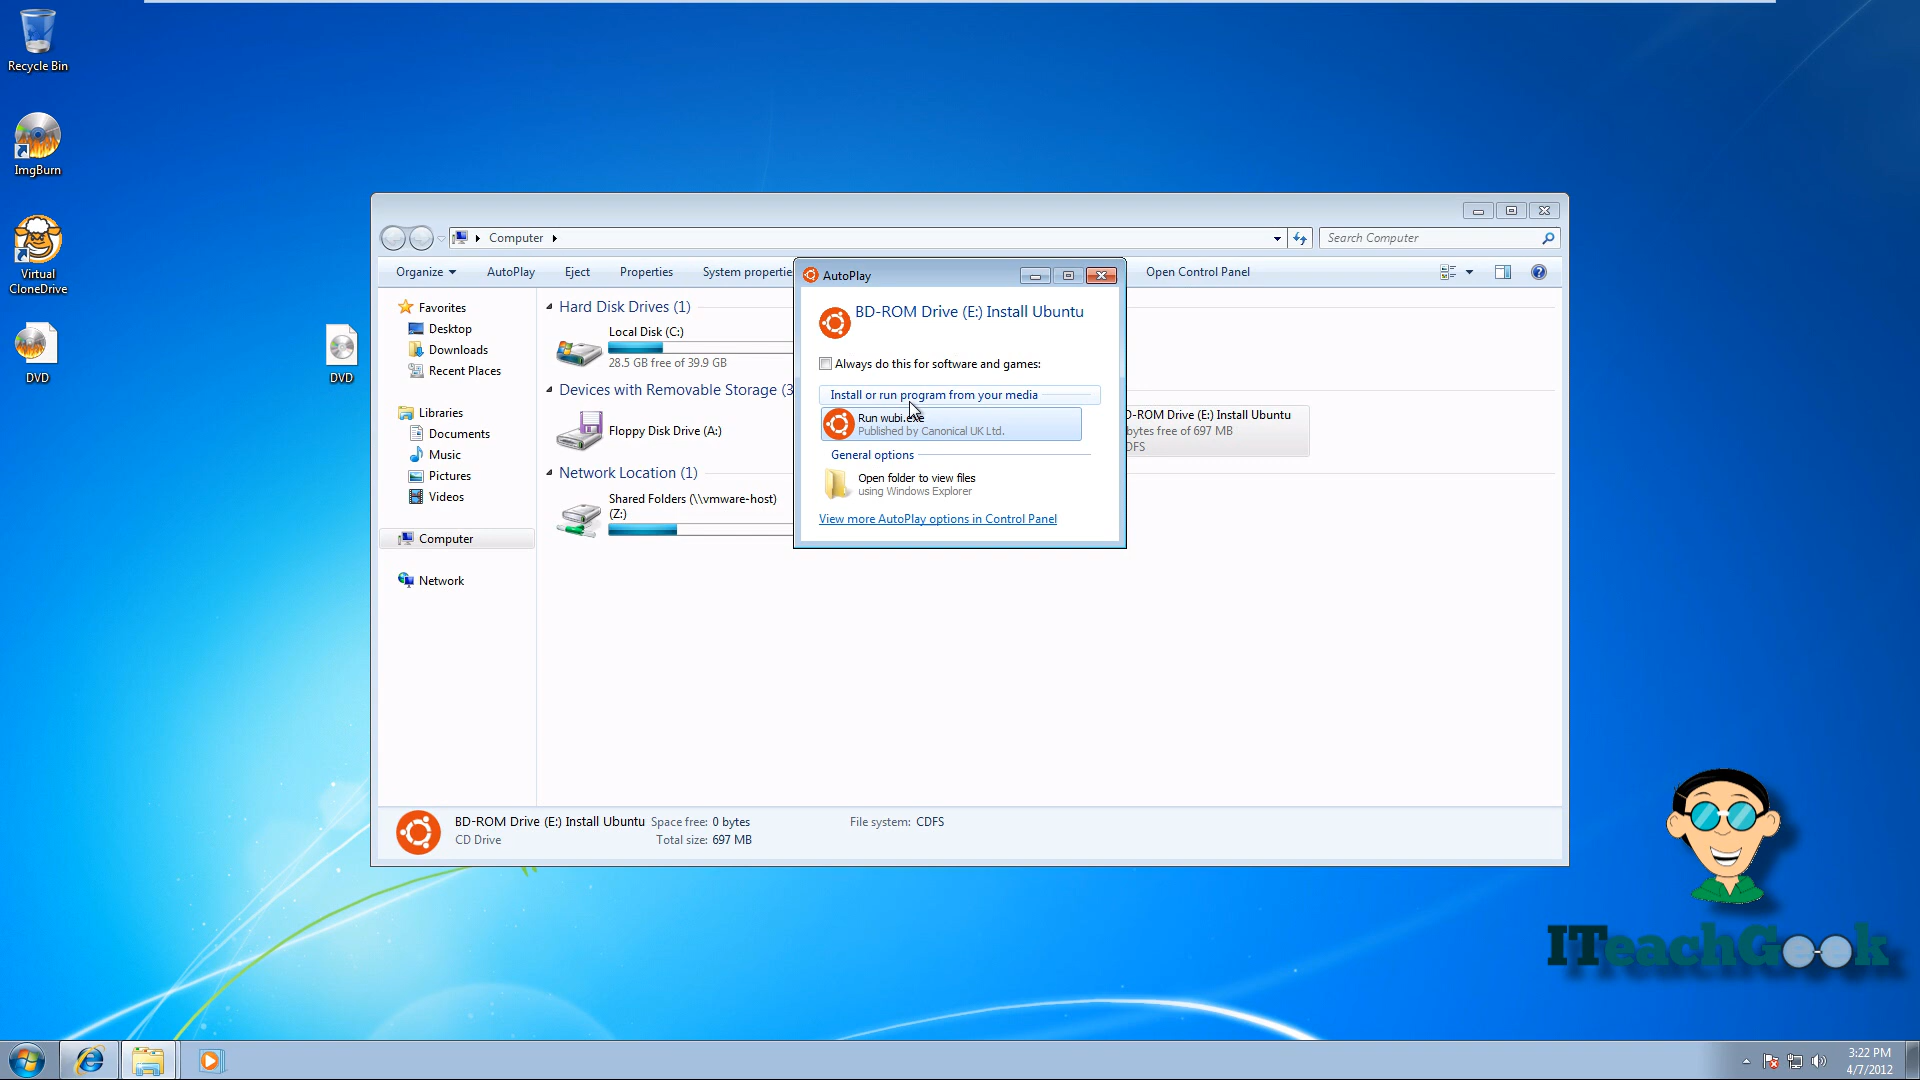 Recycle Bin
ImgBurn
Virtual
CloneDrive
DVD
DVD
Computer
Search Computer
Organize
AutoPlay
Eject
Properties
System properties
Open Control Panel
Favorites
Desktop
Downloads
Recent Places
Libraries
Documents
Music
Pictures
Videos
Computer
Network
Hard Disk Drives (1)
Local Disk (C:)
28.5 GB free of 39.9 GB
Devices with Removable Storage (3
Floppy Disk Drive (A:)
D-ROM Drive (E:) Install Ubuntu
bytes free of 697 MB
DFS
Network Location (1)
Shared Folders (\\vmware-host)
(Z:)
AutoPlay
BD-ROM Drive (E:) Install Ubuntu
Always do this for software and games:
Install or run program from your media
Run wubi.exe
Published by Canonical UK Ltd.
General options
Open folder to view files
using Windows Explorer
View more AutoPlay options in Control Panel
BD-ROM Drive (E:) Install Ubuntu Space free: 0 bytes File system: CDFS
CD Drive Total size: 697 MB
ITeachGeek
3:22 PM
4/7/2012